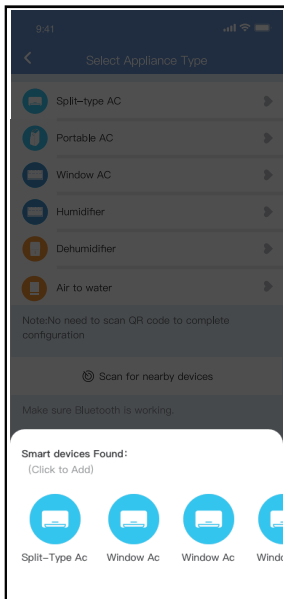 9:41
Select Appliance Type
Split-type AC
Portable AC
Window AC
Humidifier
Dehumidifier
Air to water
Note:No need to scan QR code to complete
configuration
Scan for nearby devices
Make sure Bluetooth is working.
Smart devices Found:
(Click to Add)
Split-Type Ac Window Ac Window Ac Windo